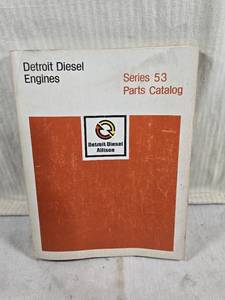 Detroit Diesel
Engines
Series 53
Parts Catalog
Detroit Diesel
Allison